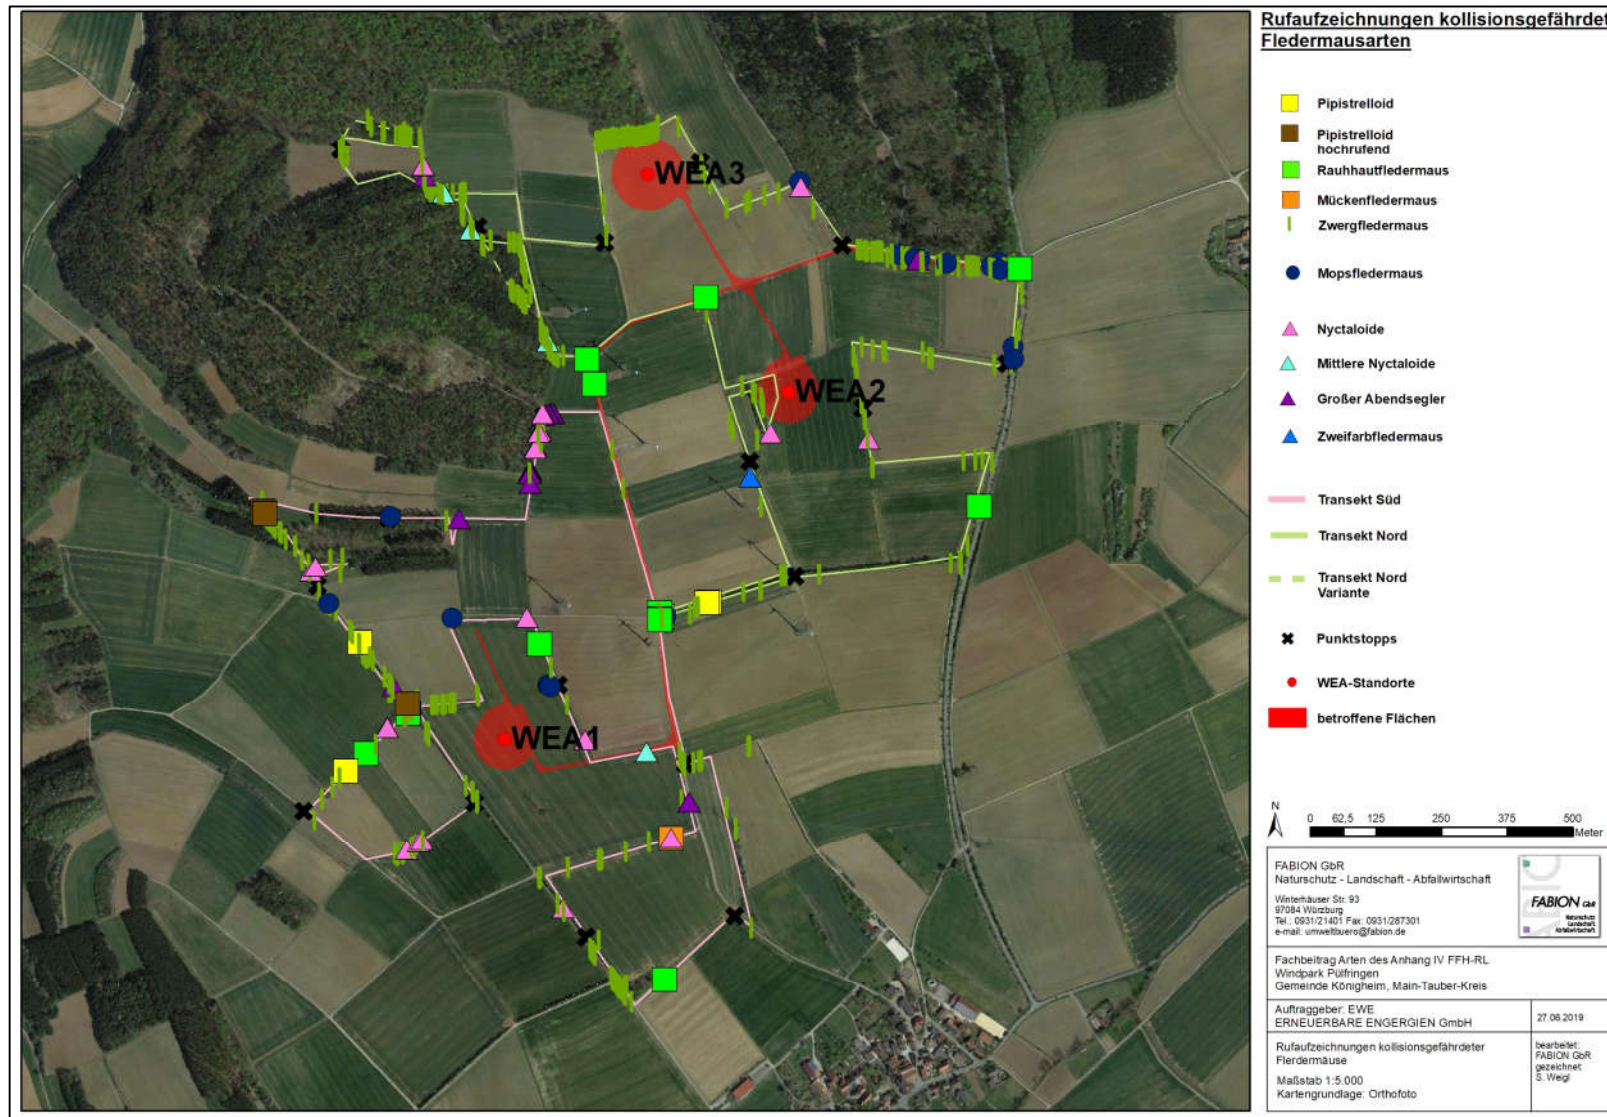 Rufaufzeichnungen kollisionsgefährdet
Fledermausarten
Pipistrelloid
Pipistrelloid
hochrufend
Rauhhautfledermaus
Mückenfledermaus
Zwergfledermaus
Mopsfledermaus
Nyctaloide
Mittlere Nyctaloide
Großer Abendsegler
Zweifarbfledermaus
Transekt Süd
Transekt Nord
Transekt Nord
Variante
Punktstopps
WEA-Standorte
betroffene Flächen
WEA3
WEA2
WEA1
N
0 62,5 125 250 375 500
Meter
FABION GbR
Naturschutz - Landschaft - Abfallwirtschaft
Winterhäuser Str. 93
97084 Würzburg
Tel.: 0931/21401 Fax: 0931/287301
e-mail: umweltbuero@fabion.de
FABION GbR
Naturschutz
Landschaft
Abfallwirtschaft
Fachbeitrag Arten des Anhang IV FFH-RL
Windpark Pülfringen
Gemeinde Königheim, Main-Tauber-Kreis
Auftraggeber: EWE
ERNEUERBARE ENGERGIEN GmbH
27.06.2019
Rufaufzeichnungen kollisionsgefährdeter
Flerdermäuse
Maßstab 1:5.000
Kartengrundlage: Orthofoto
bearbeitet:
FABION GbR
gezeichnet:
S. Weigl